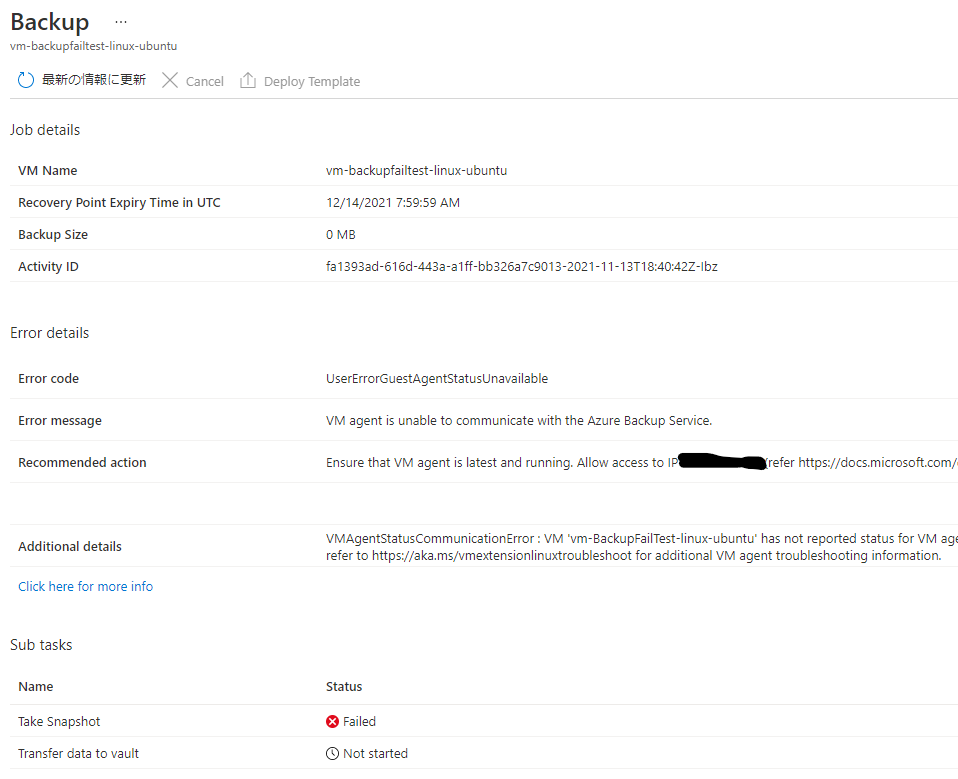 Backup ...
vm-backupfailtest-linux-ubuntu
最新の情報に更新 Cancel Deploy Template
Job details
VM Name vm-backupfailtest-linux-ubuntu
Recovery Point Expiry Time in UTC 12/14/2021 7:59:59 AM
Backup Size 0 MB
Activity ID fa1393ad-616d-443a-a1ff-bb326a7c9013-2021-11-13T18:40:42Z-Ibz
Error details
Error code UserErrorGuestAgentStatusUnavailable
Error message VM agent is unable to communicate with the Azure Backup Service.
Recommended action Ensure that VM agent is latest and running. Allow access to IP (refer https://docs.microsoft.com/
Additional details VMAgentStatusCommunicationError : VM 'vm-BackupFailTest-linux-ubuntu' has not reported status for VM age
refer to https://aka.ms/vmextensionlinuxtroubleshoot for additional VM agent troubleshooting information.
Click here for more info
Sub tasks
Name Status
Take Snapshot Failed
Transfer data to vault Not started